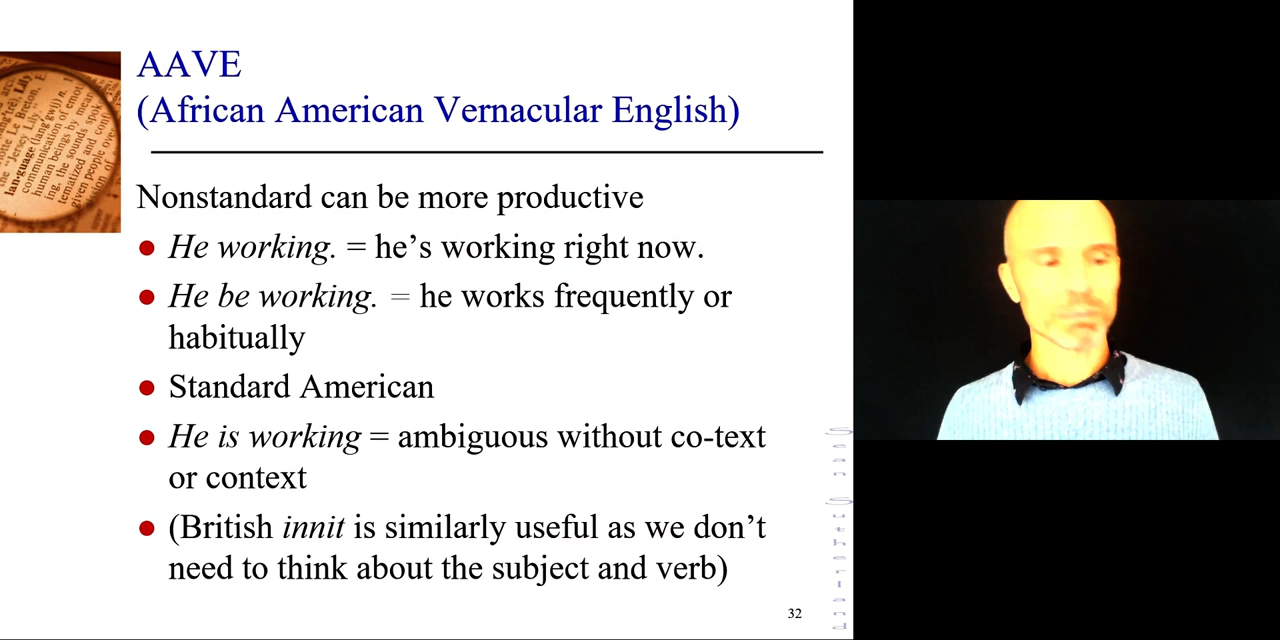 AAVE
(African American Vernacular English)
Nonstandard can be more productive
He working. = he’s working right now.
He be working. = he works frequently or
habitually
Standard American
He is working = ambiguous without co-text
or context
(British innit is similarly useful as we don’t
need to think about the subject and verb)
32